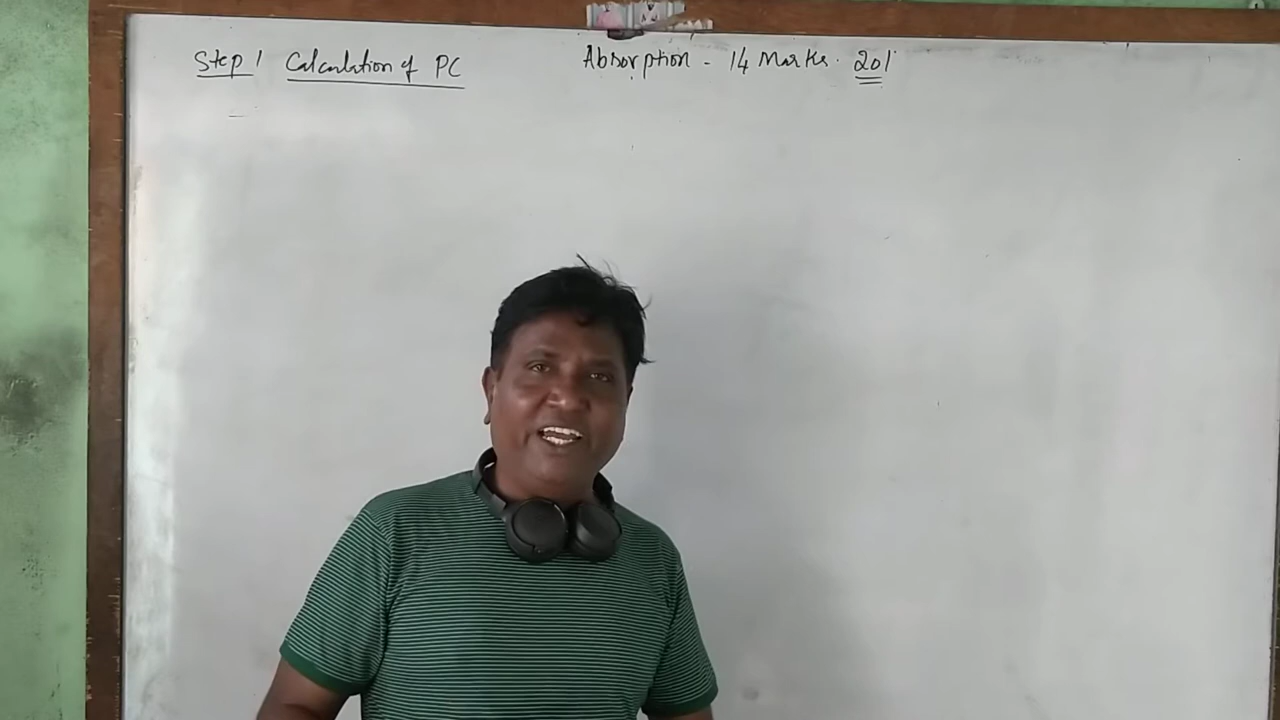 Step 1 Calculation of PC
Absorption - 14 Marks. 201